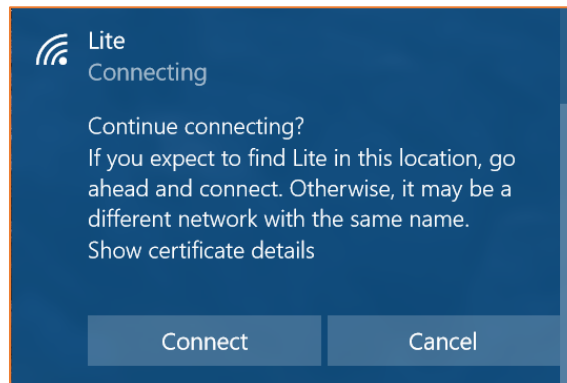 Lite
Connecting
Continue connecting?
If you expect to find Lite in this location, go
ahead and connect. Otherwise, it may be a
different network with the same name.
Show certificate details
Connect
Cancel